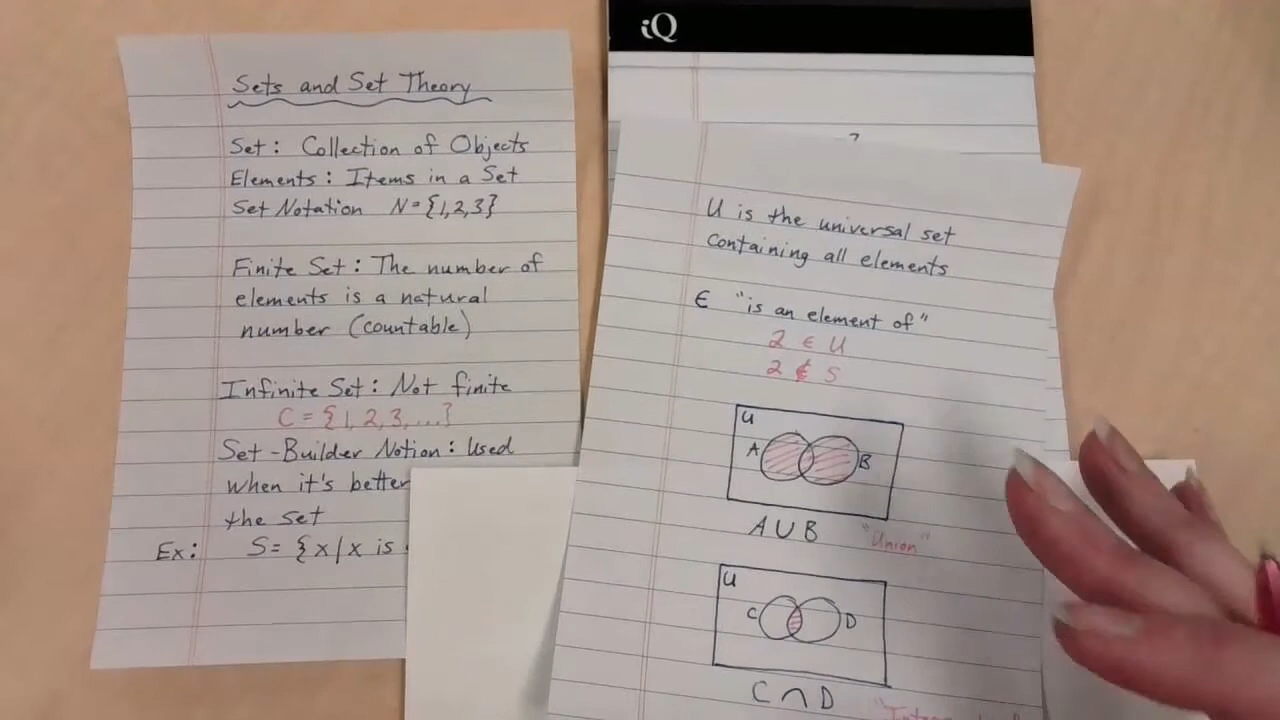 Sets and Set Theory
Set: Collection of Objects
Elements: Items in a Set
Set Notation N={1,2,3}
Finite Set: The number of
elements is a natural
number (countable)
Infinite Set: Not finite
C = {1,2,3,...}
Set-Builder Notion: Used
when it's better
the set
Ex: S= {x|x is
iQ
U is the universal set
containing all elements
∈ "is an element of"
2 ∈ U
2 ∉ S
U
A
B
A∪B "Union"
U
C
D
C∩D